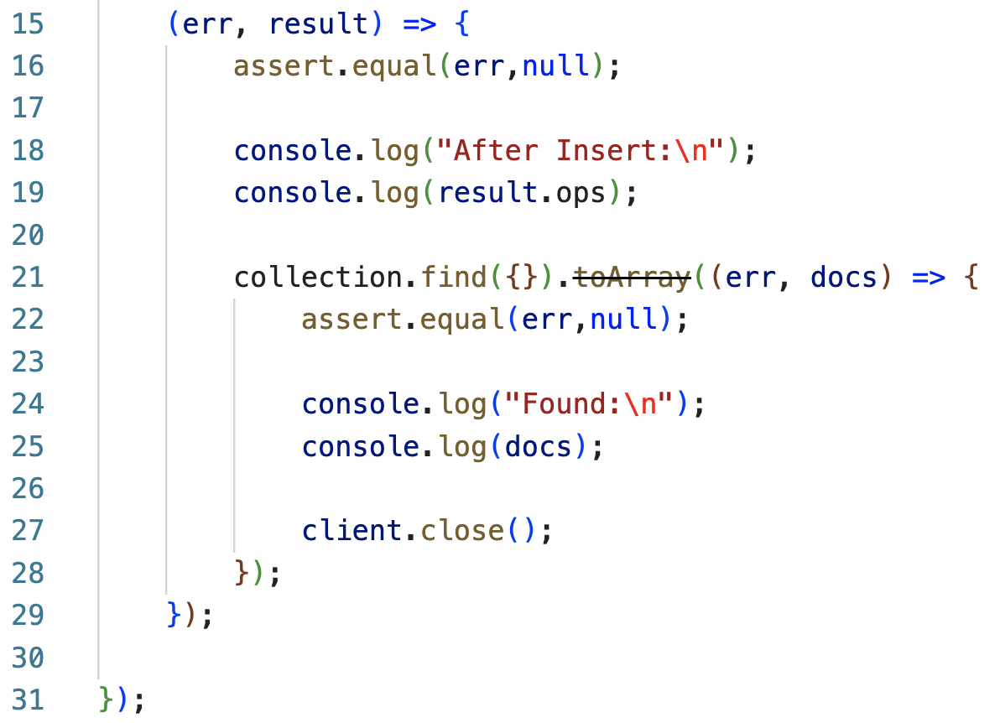 15 (err, result) => {
16 assert.equal(err,null);
17
18 console.log("After Insert:\n");
19 console.log(result.ops);
20
21 collection.find({}).toArray((err, docs) => {
22 assert.equal(err,null);
23
24 console.log("Found:\n");
25 console.log(docs);
26
27 client.close();
28 });
29 });
30
31 });